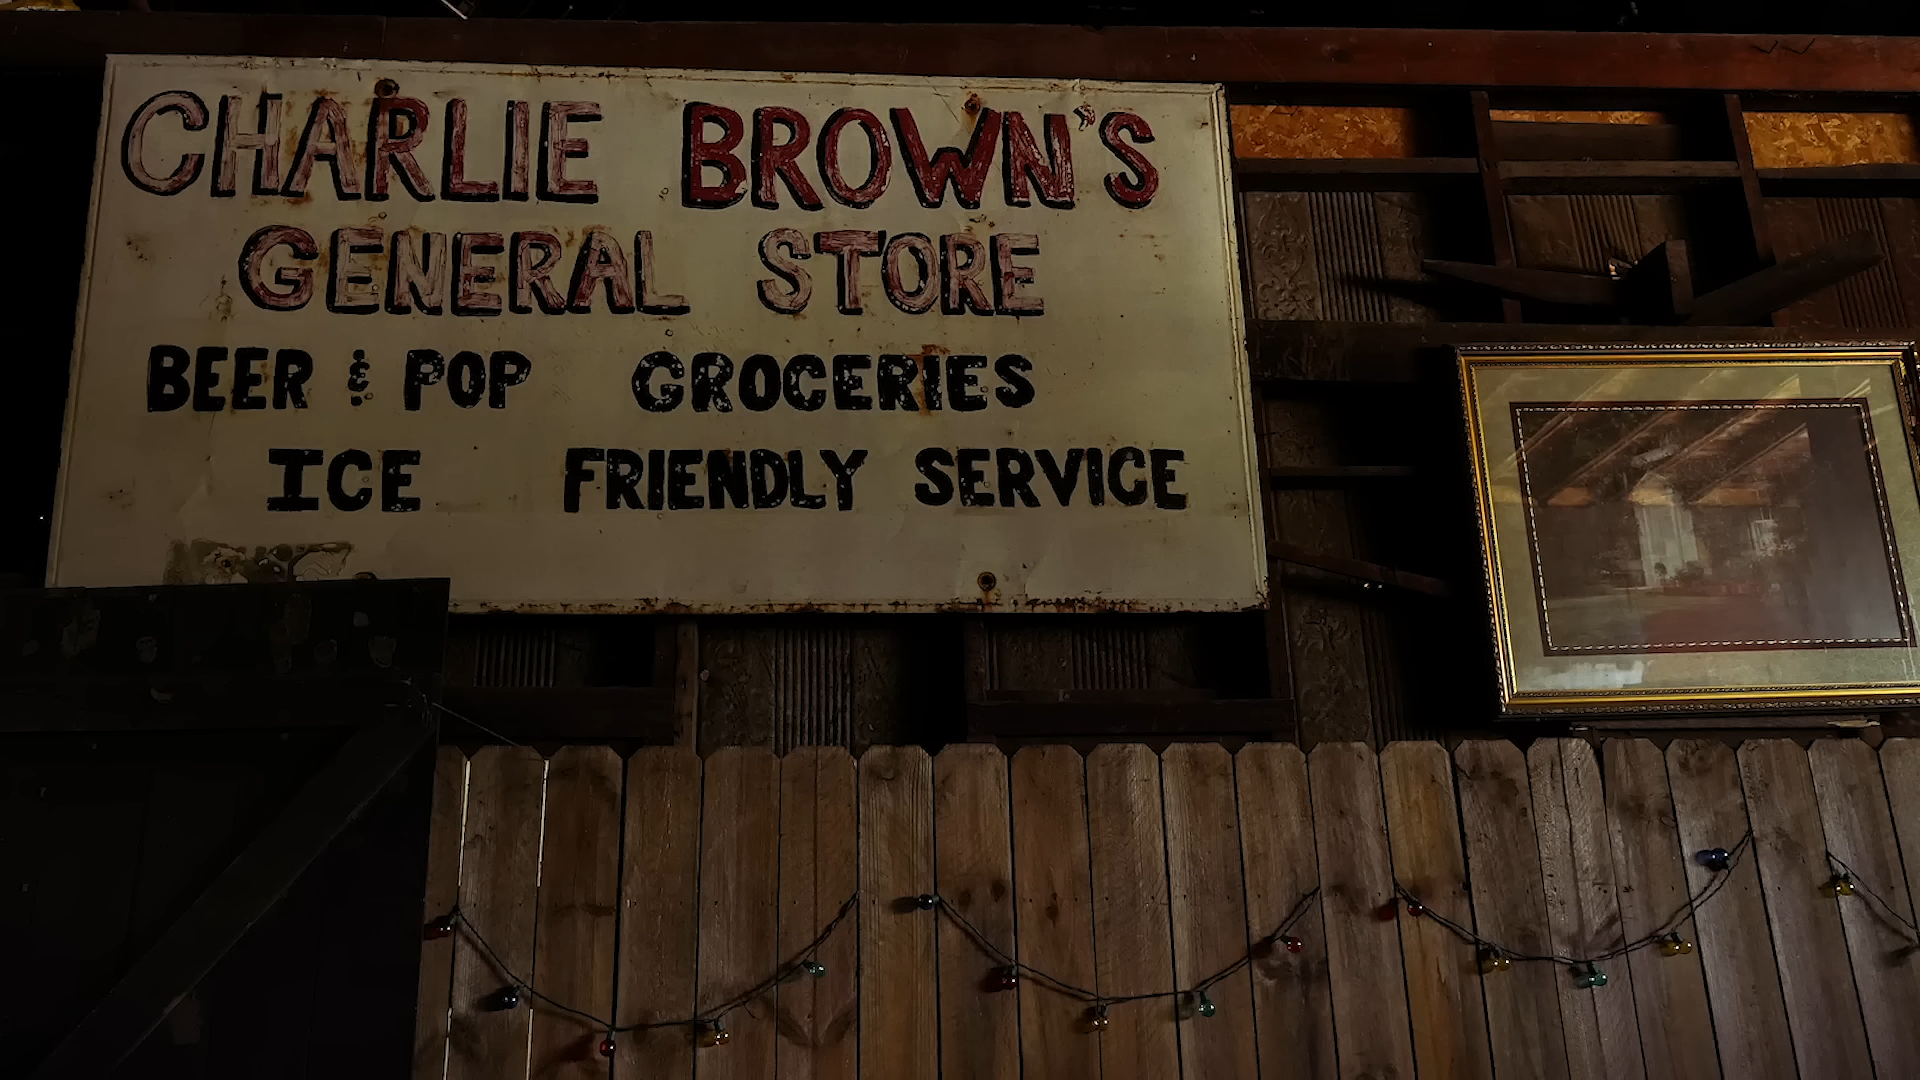 CHARLIE BROWN'S
GENERAL STORE
BEER & POP GROCERIES
ICE FRIENDLY SERVICE